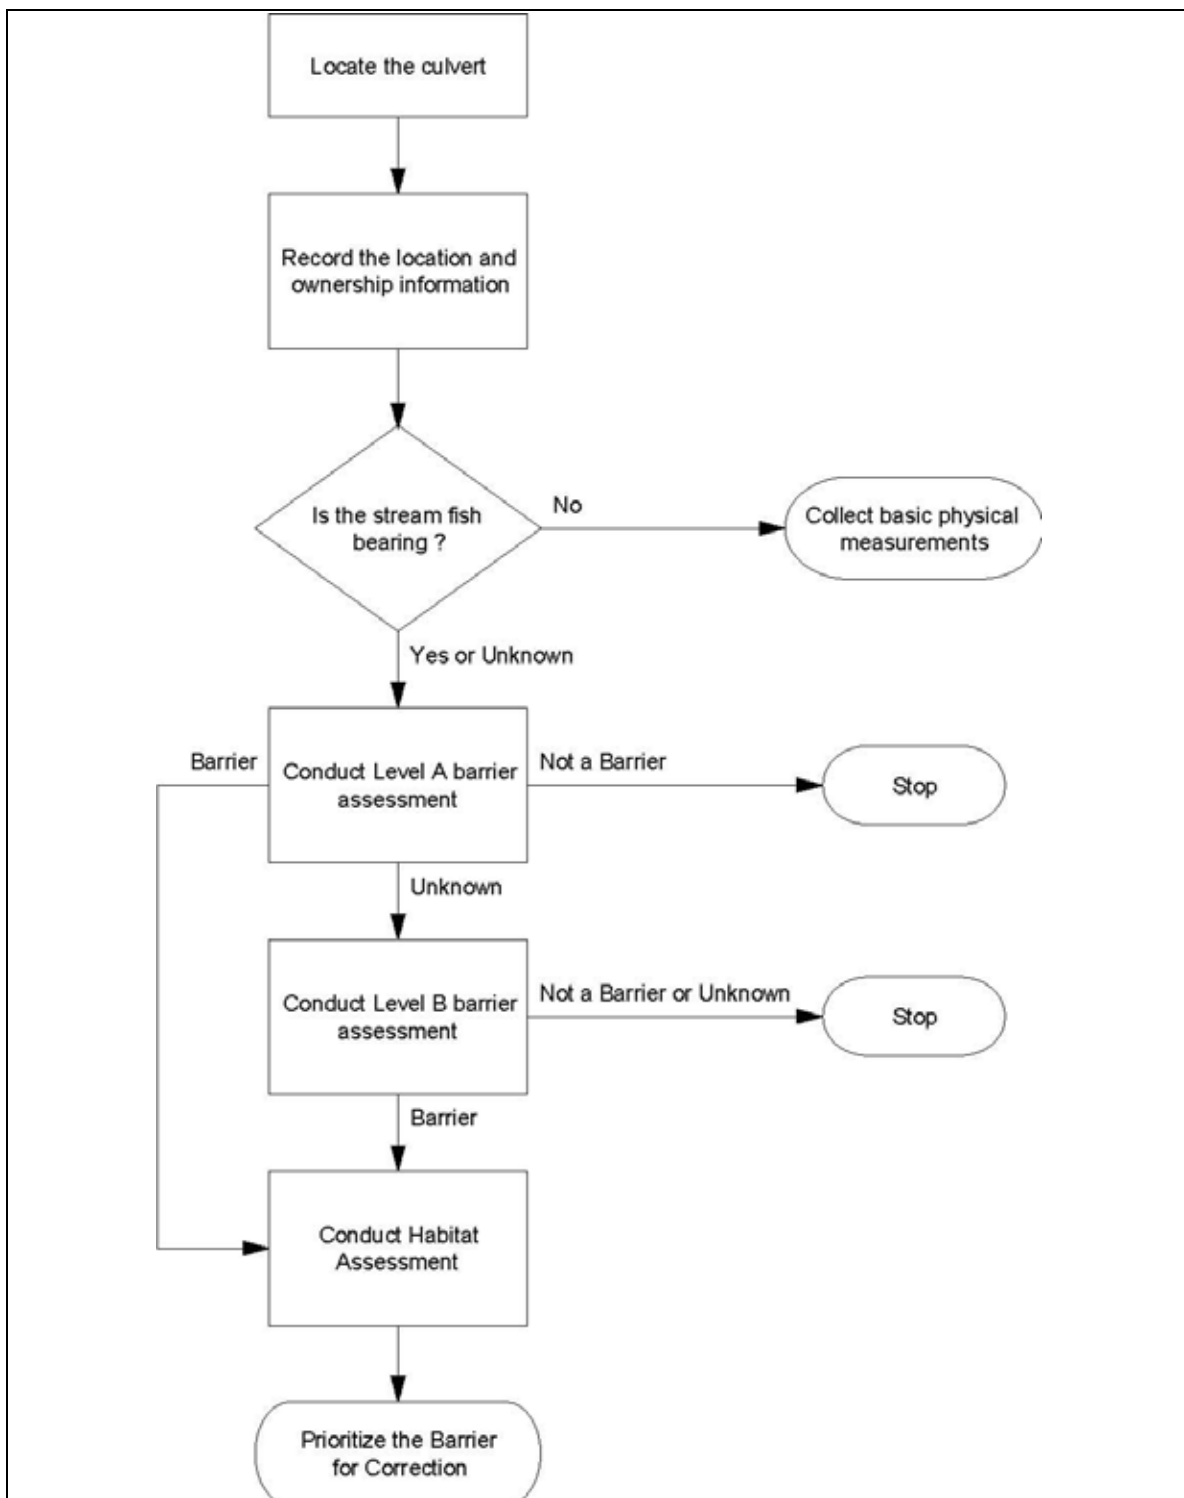 Locate the culvert
Record the location and
ownership information
Is the stream fish
bearing ?
No
Collect basic physical
measurements
Yes or Unknown
Barrier
Conduct Level A barrier
assessment
Not a Barrier
Stop
Unknown
Conduct Level B barrier
assessment
Not a Barrier or Unknown
Stop
Barrier
Conduct Habitat
Assessment
Prioritize the Barrier
for Correction